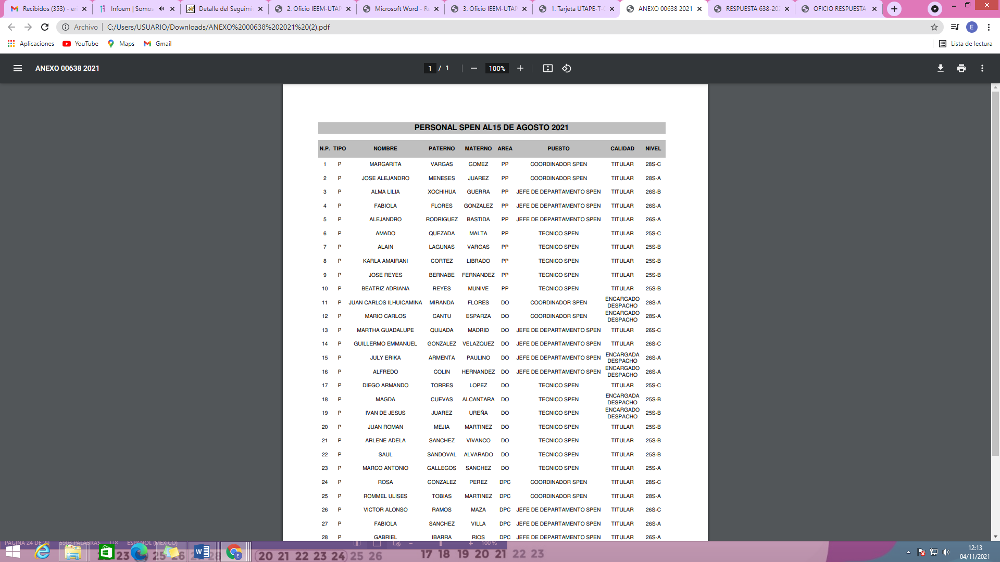 Recibidos (353) - en
Infoem | Somos
Detalle del Seguimi
2. Oficio IEEM-UTAP
Microsoft Word - Re
3. Oficio IEEM-UTAP
1. Tarjeta UTAPE-T-
ANEXO 00638 2021
RESPUESTA 638-202
OFICIO RESPUESTA
Archivo | C:/Users/USUARIO/Downloads/ANEXO%2000638%202021%20(2).pdf E
Aplicaciones YouTube Maps Gmail Lista de lectura
ANEXO 00638 2021 1 / 1 100%
PERSONAL SPEN AL15 DE AGOSTO 2021
N.P. TIPO NOMBRE PATERNO MATERNO AREA PUESTO CALIDAD NIVEL
1 P MARGARITA VARGAS GOMEZ PP COORDINADOR SPEN TITULAR 28S-C
2 P JOSE ALEJANDRO MENESES JUAREZ PP COORDINADOR SPEN TITULAR 28S-A
3 P ALMA LILIA XOCHIHUA GUERRA PP JEFE DE DEPARTAMENTO SPEN TITULAR 26S-B
4 P FABIOLA FLORES GONZALEZ PP JEFE DE DEPARTAMENTO SPEN TITULAR 26S-A
5 P ALEJANDRO RODRIGUEZ BASTIDA PP JEFE DE DEPARTAMENTO SPEN TITULAR 26S-A
6 P AMADO QUEZADA MALTA PP TECNICO SPEN TITULAR 25S-C
7 P ALAIN LAGUNAS VARGAS PP TECNICO SPEN TITULAR 25S-B
8 P KARLA AMAIRANI CORTEZ LIBRADO PP TECNICO SPEN TITULAR 25S-B
9 P JOSE REYES BERNABE FERNANDEZ PP TECNICO SPEN TITULAR 25S-B
10 P BEATRIZ ADRIANA REYES MUNIVE PP TECNICO SPEN TITULAR 25S-B
11 P JUAN CARLOS ILHUICAMINA MIRANDA FLORES DO COORDINADOR SPEN ENCARGADO DESPACHO 28S-A
12 P MARIO CARLOS CANTU ESPARZA DO COORDINADOR SPEN ENCARGADO DESPACHO 28S-A
13 P MARTHA GUADALUPE QUIJADA MADRID DO JEFE DE DEPARTAMENTO SPEN TITULAR 26S-C
14 P GUILLERMO EMMANUEL GONZALEZ VELAZQUEZ DO JEFE DE DEPARTAMENTO SPEN TITULAR 26S-C
15 P JULY ERIKA ARMENTA PAULINO DO JEFE DE DEPARTAMENTO SPEN ENCARGADA DESPACHO 26S-A
16 P ALFREDO COLIN HERNANDEZ DO JEFE DE DEPARTAMENTO SPEN ENCARGADO DESPACHO 26S-A
17 P DIEGO ARMANDO TORRES LOPEZ DO TECNICO SPEN TITULAR 25S-C
18 P MAGDA CUEVAS ALCANTARA DO TECNICO SPEN ENCARGADA DESPACHO 25S-B
19 P IVAN DE JESUS JUAREZ UREÑA DO TECNICO SPEN ENCARGADO DESPACHO 25S-B
20 P JUAN ROMAN MEJIA MARTINEZ DO TECNICO SPEN TITULAR 25S-B
21 P ARLENE ADELA SANCHEZ VIVANCO DO TECNICO SPEN TITULAR 25S-B
22 P SAUL SANDOVAL ALVARADO DO TECNICO SPEN TITULAR 25S-B
23 P MARCO ANTONIO GALLEGOS SANCHEZ DO TECNICO SPEN TITULAR 25S-A
24 P ROSA GONZALEZ PEREZ DPC COORDINADOR SPEN TITULAR 28S-C
25 P ROMMEL ULISES TOBIAS MARTINEZ DPC COORDINADOR SPEN TITULAR 28S-A
26 P VICTOR ALONSO RAMOS MAZA DPC JEFE DE DEPARTAMENTO SPEN TITULAR 26S-C
27 P FABIOLA SANCHEZ VILLA DPC JEFE DE DEPARTAMENTO SPEN TITULAR 26S-A
28 P GABRIEL IBARRA RIOS DPC JEFE DE DEPARTAMENTO SPEN TITULAR 26S-A
PÁGINA 24 DE 29 5903 PALABRAS ESPAÑOL (MÉXICO) 100 %
23 25 26 20 21 22 23 24 25 26 17 18 19 20 21 22 23
12:13
04/11/2021